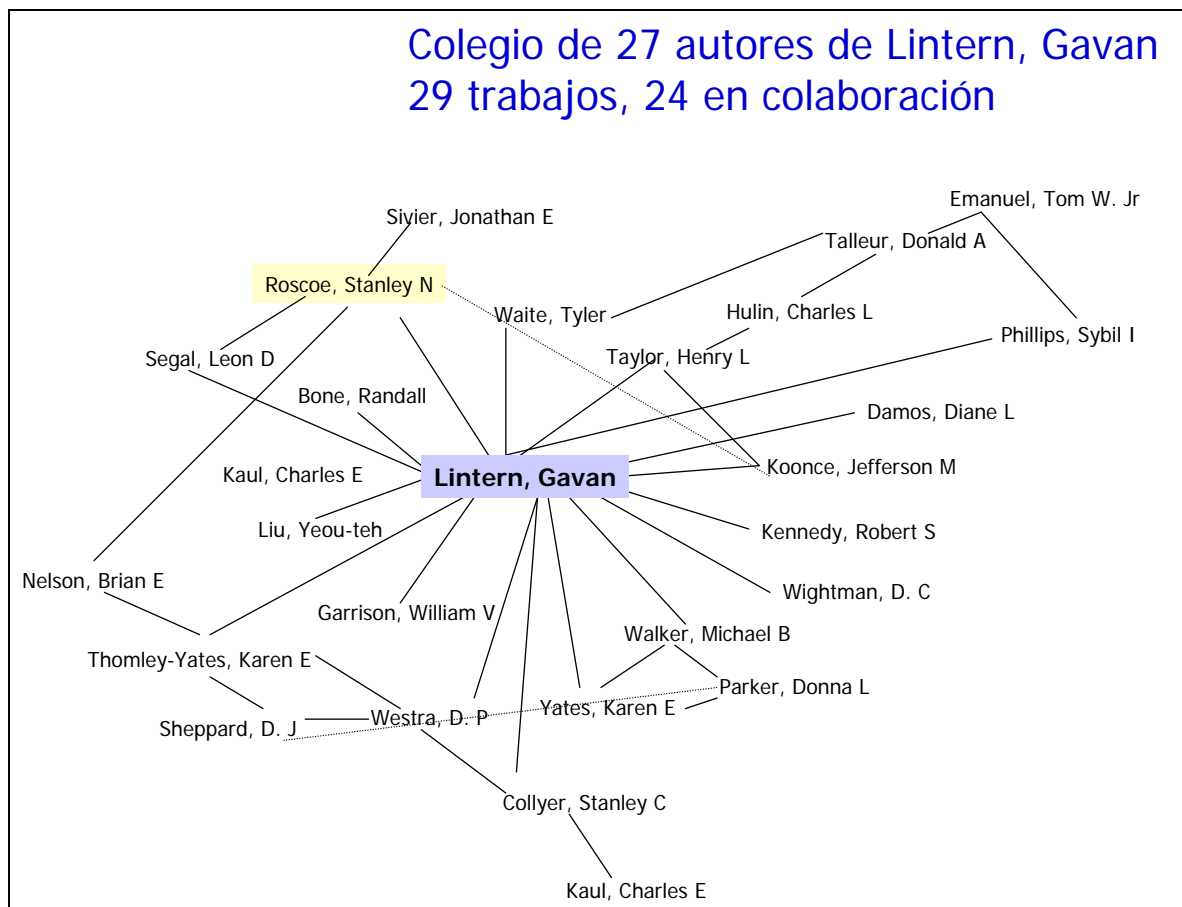 Colegio de 27 autores de Lintern, Gavan
29 trabajos, 24 en colaboración
Emanuel, Tom W. Jr
Sivier, Jonathan E
Talleur, Donald A
Roscoe, Stanley N
Waite, Tyler
Hulin, Charles L
Phillips, Sybil I
Segal, Leon D
Taylor, Henry L
Bone, Randall
Damos, Diane L
Kaul, Charles E
Lintern, Gavan
Koonce, Jefferson M
Liu, Yeou-teh
Kennedy, Robert S
Nelson, Brian E
Wightman, D. C
Garrison, William V
Walker, Michael B
Thomley-Yates, Karen E
Parker, Donna L
Yates, Karen E
Westra, D. P
Sheppard, D. J
Collyer, Stanley C
Kaul, Charles E